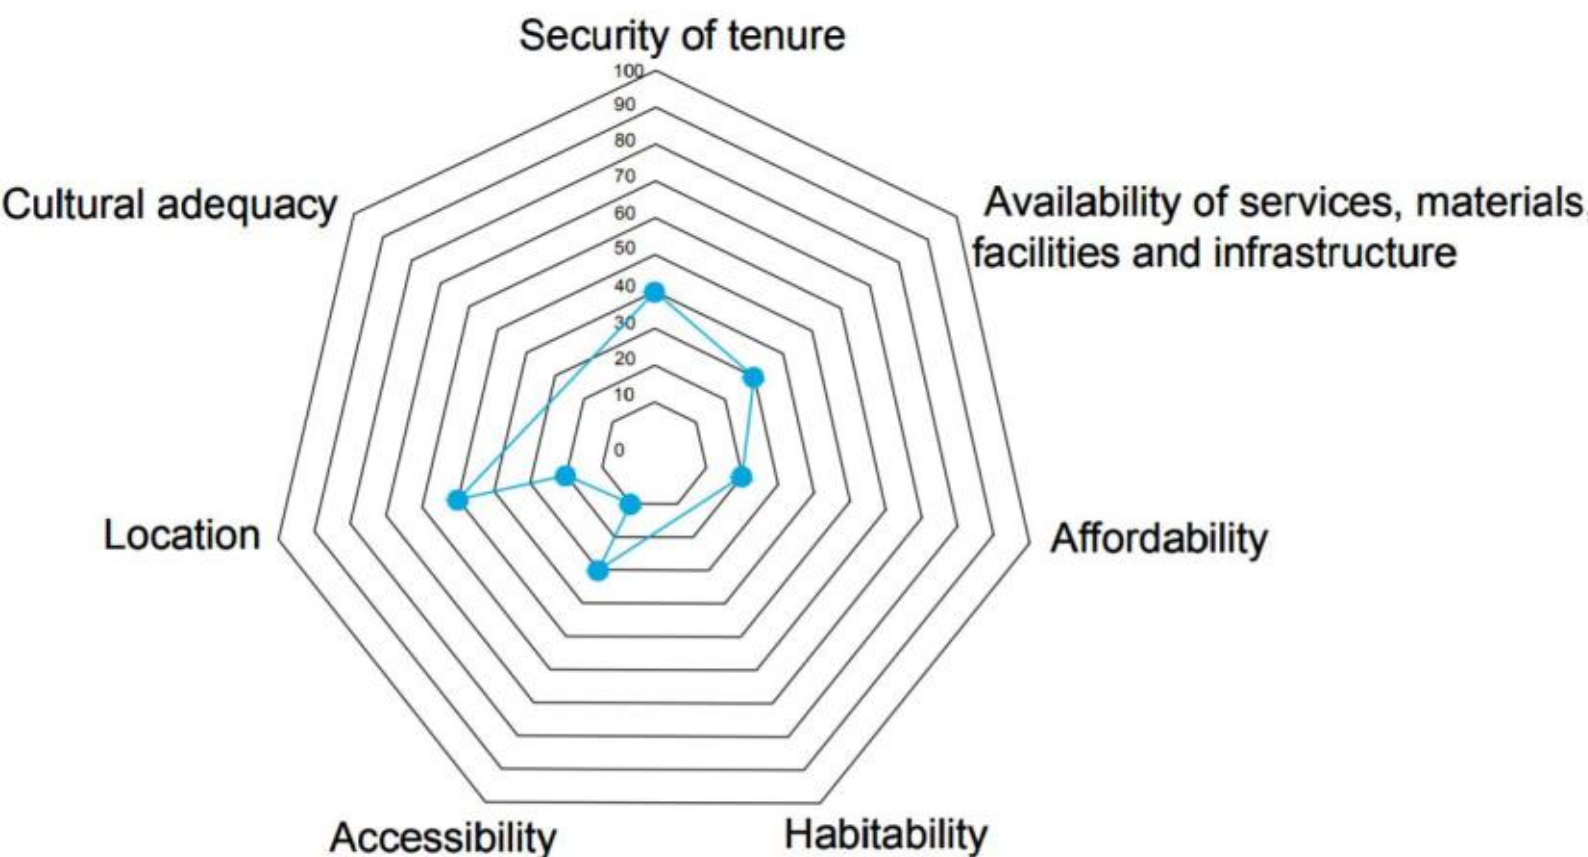 Security of tenure
100
90
80
70
60
50
40
30
20
10
0
Cultural adequacy
Availability of services, materials,
facilities and infrastructure
Location
Affordability
Accessibility
Habitability